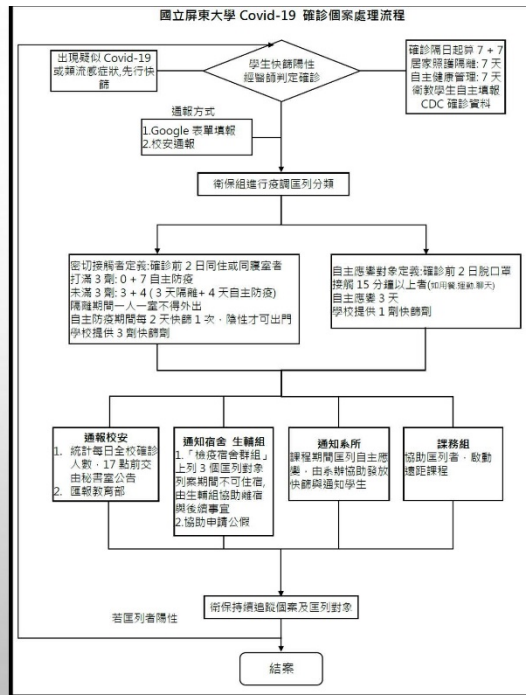 國立屏東大學 Covid-19 確診個案處理流程
出現疑似 Covid-19
或類流感症狀,先行快
篩
學生快篩陽性
經醫師判定確診
確診隔日起算 7 + 7
居家照護隔離: 7 天
自主健康管理: 7 天
衛教學生自主填報
CDC 確診資料
通報方式
1.Google 表單填報
2.校安通報
衛保組進行疫調匡列分類
密切接觸者定義:確診前 2 日同住或同寢室者
打滿 3 劑: 0 + 7 自主防疫
未滿 3 劑: 3 + 4 ( 3 天隔離+ 4 天自主防疫)
隔離期間一人一室不得外出
自主防疫期間每 2 天快篩 1 次，陰性才可出門
學校提供 3 劑快篩劑
自主應變對象定義:確診前 2 日脫口罩
接觸 15 分鐘以上者(如用餐,運動,聊天)
自主應變 3 天
學校提供 1 劑快篩劑
通報校安
1. 統計每日全校確診
人數，17 點前交
由秘書室公告
2. 匯報教育部
通知宿舍 生輔組
1.「檢疫宿舍群組」
上列 3 個匡列對象
列案期間不可住宿,
由生輔組協助離宿
與後續事宜
2.協助申請公假
通知系所
課程期間匡列自主應
變，由系辦協助發放
快篩與通知學生
課務組
協助匡列者，啟動
遠距課程
衛保持續追蹤個案及匡列對象
若匡列者陽性
結案